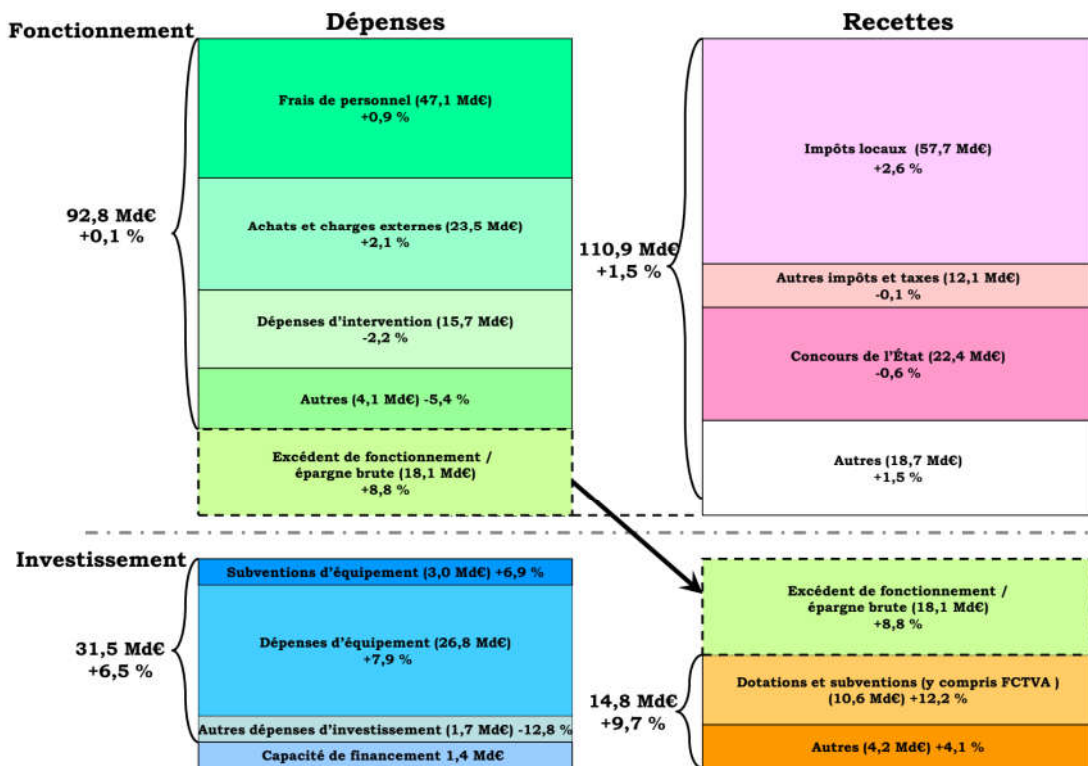 Dépenses
Recettes
Fonctionnement
Frais de personnel (47,1 Md€)
+0,9 %
Achats et charges externes (23,5 Md€)
+2,1 %
Dépenses d'intervention (15,7 Md€)
-2,2 %
Autres (4,1 Md€) -5,4 %
Excédent de fonctionnement /
épargne brute (18,1 Md€)
+8,8 %
92,8 Md€
+0,1 %
Impôts locaux (57,7 Md€)
+2,6 %
Autres impôts et taxes (12,1 Md€)
-0,1 %
Concours de l'État (22,4 Md€)
-0,6 %
Autres (18,7 Md€)
+1,5 %
110,9 Md€
+1,5 %
Investissement
Subventions d'équipement (3,0 Md€) +6,9 %
Dépenses d'équipement (26,8 Md€)
+7,9 %
Autres dépenses d'investissement (1,7 Md€) -12,8 %
Capacité de financement 1,4 Md€
31,5 Md€
+6,5 %
Excédent de fonctionnement /
épargne brute (18,1 Md€)
+8,8 %
Dotations et subventions (y compris FCTVA )
(10,6 Md€) +12,2 %
Autres (4,2 Md€) +4,1 %
14,8 Md€
+9,7 %